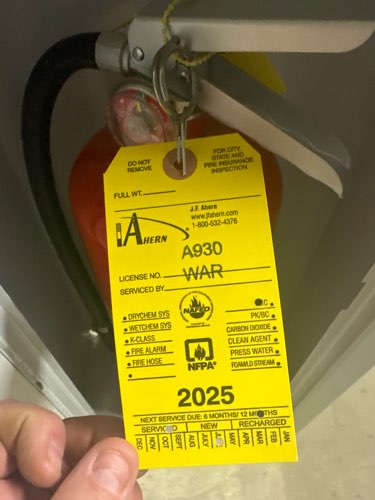 DO NOT
REMOVE
FOR CITY,
STATE AND
FIRE INSURANCE
INSPECTION
FULL WT.
J.F. Ahern
www.jfahern.com
1-800-532-4376
AHERN
A930
LICENSE NO. WAR
SERVICED BY
NAFED
DRYCHEM SYS
WETCHEM SYS
K-CLASS
FIRE ALARM
FIRE HOSE
NFPA®
PK/BC
CARBON DIOXIDE
CLEAN AGENT
PRESS WATER
FOAM/LD STREAM
2025
NEXT SERVICE DUE: 6 MONTHS/ 12
NEW RECHARGED
DEC NOV OCT SEPT AUG JULY MAY APR MAR FEB JAN